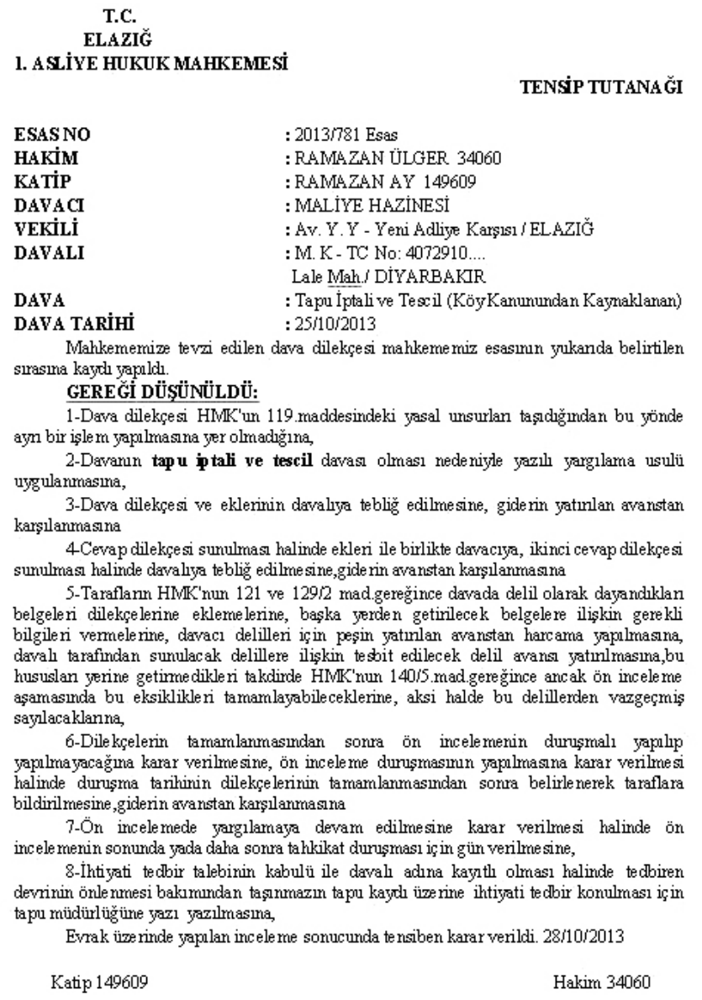 T.C.
ELAZIĞ
1. ASLİYE HUKUK MAHKEMESİ
TENSİP TUTANAĞI
ESAS NO : 2013/781 Esas
HAKİM : RAMAZAN ÜLGER 34060
KATİP : RAMAZAN AY 149609
DAVACI : MALİYE HAZİNESİ
VEKİLİ : Av. Y. Y - Yeni Adliye Karşısı / ELAZIĞ
DAVALI : M. K - TC No: 4072910....
Lale Mah./ DİYARBAKIR
DAVA : Tapu İptali ve Tescil (Köy Kanunundan Kaynaklanan)
DAVA TARİHİ : 25/10/2013
Mahkememize tevzi edilen dava dilekçesi mahkememiz esasının yukarıda belirtilen
sırasına kaydı yapıldı.
GEREĞİ DÜŞÜNÜLDÜ:
1-Dava dilekçesi HMK'un 119.maddesindeki yasal unsurları taşıdığından bu yönde
ayrı bir işlem yapılmasına yer olmadığına,
2-Davanın tapu iptali ve tescil davası olması nedeniyle yazılı yargılama usulü
uygulanmasına,
3-Dava dilekçesi ve eklerinin davalıya tebliğ edilmesine, giderin yatırılan avanstan
karşılanmasına
4-Cevap dilekçesi sunulması halinde ekleri ile birlikte davacıya, ikinci cevap dilekçesi
sunulması halinde davalıya tebliğ edilmesine,giderin avanstan karşılanmasına
5-Tarafların HMK'nun 121 ve 129/2 mad.gereğince davada delil olarak dayandıkları
belgeleri dilekçelerine eklemelerine, başka yerden getirilecek belgelere ilişkin gerekli
bilgileri vermelerine, davacı delilleri için peşin yatırılan avanstan harcama yapılmasına,
davalı tarafından sunulacak delillere ilişkin tesbit edilecek delil avansı yatırılmasına,bu
hususları yerine getirmedikleri takdirde HMK'nun 140/5.mad.gereğince ancak ön inceleme
aşamasında bu eksiklikleri tamamlayabileceklerine, aksi halde bu delillerden vazgeçmiş
sayılacaklarına,
6-Dilekçelerin tamamlanmasından sonra ön incelemenin duruşmalı yapılıp
yapılmayacağına karar verilmesine, ön inceleme duruşmasının yapılmasına karar verilmesi
halinde duruşma tarihinin dilekçelerinin tamamlanmasından sonra belirlenerek taraflara
bildirilmesine,giderin avanstan karşılanmasına
7-Ön incelemede yargılamaya devam edilmesine karar verilmesi halinde ön
incelemenin sonunda yada daha sonra tahkikat duruşması için gün verilmesine,
8-İhtiyati tedbir talebinin kabulü ile davalı adına kayıtlı olması halinde tedbiren
devrinin önlenmesi bakımından taşınmazın tapu kaydı üzerine ihtiyati tedbir konulması için
tapu müdürlüğüne yazı yazılmasına,
Evrak üzerinde yapılan inceleme sonucunda tensiben karar verildi. 28/10/2013
Katip 149609 Hakim 34060